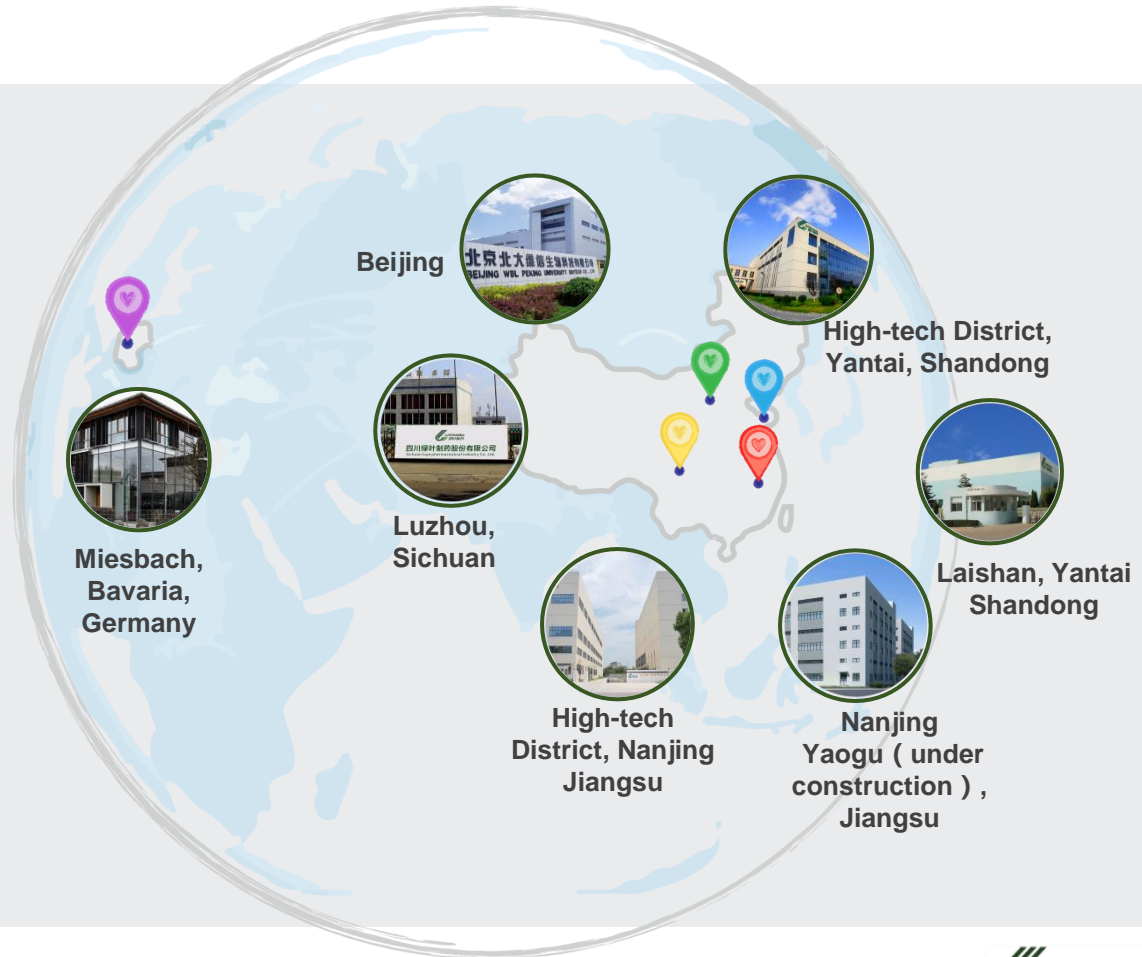 Beijing
北京北大维信生物科技有限公司
BEIJING WBL PEKING UNIVERSITY BIOTECH CO., LTD
High-tech District,
Yantai, Shandong
四川绿叶制药股份有限公司
Luzhou,
Sichuan
Miesbach,
Bavaria,
Germany
Laishan, Yantai
Shandong
High-tech
District, Nanjing
Jiangsu
Nanjing
Yaogu ( under
construction ) ,
Jiangsu